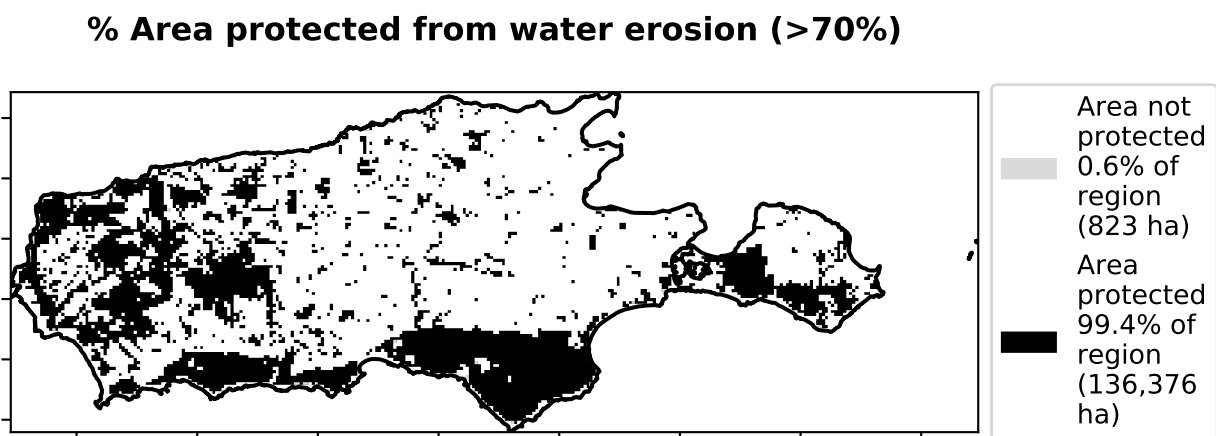 % Area protected from water erosion (>70%)
Area not
protected
0.6% of
region
(823 ha)
Area
protected
99.4% of
region
(136,376
ha)